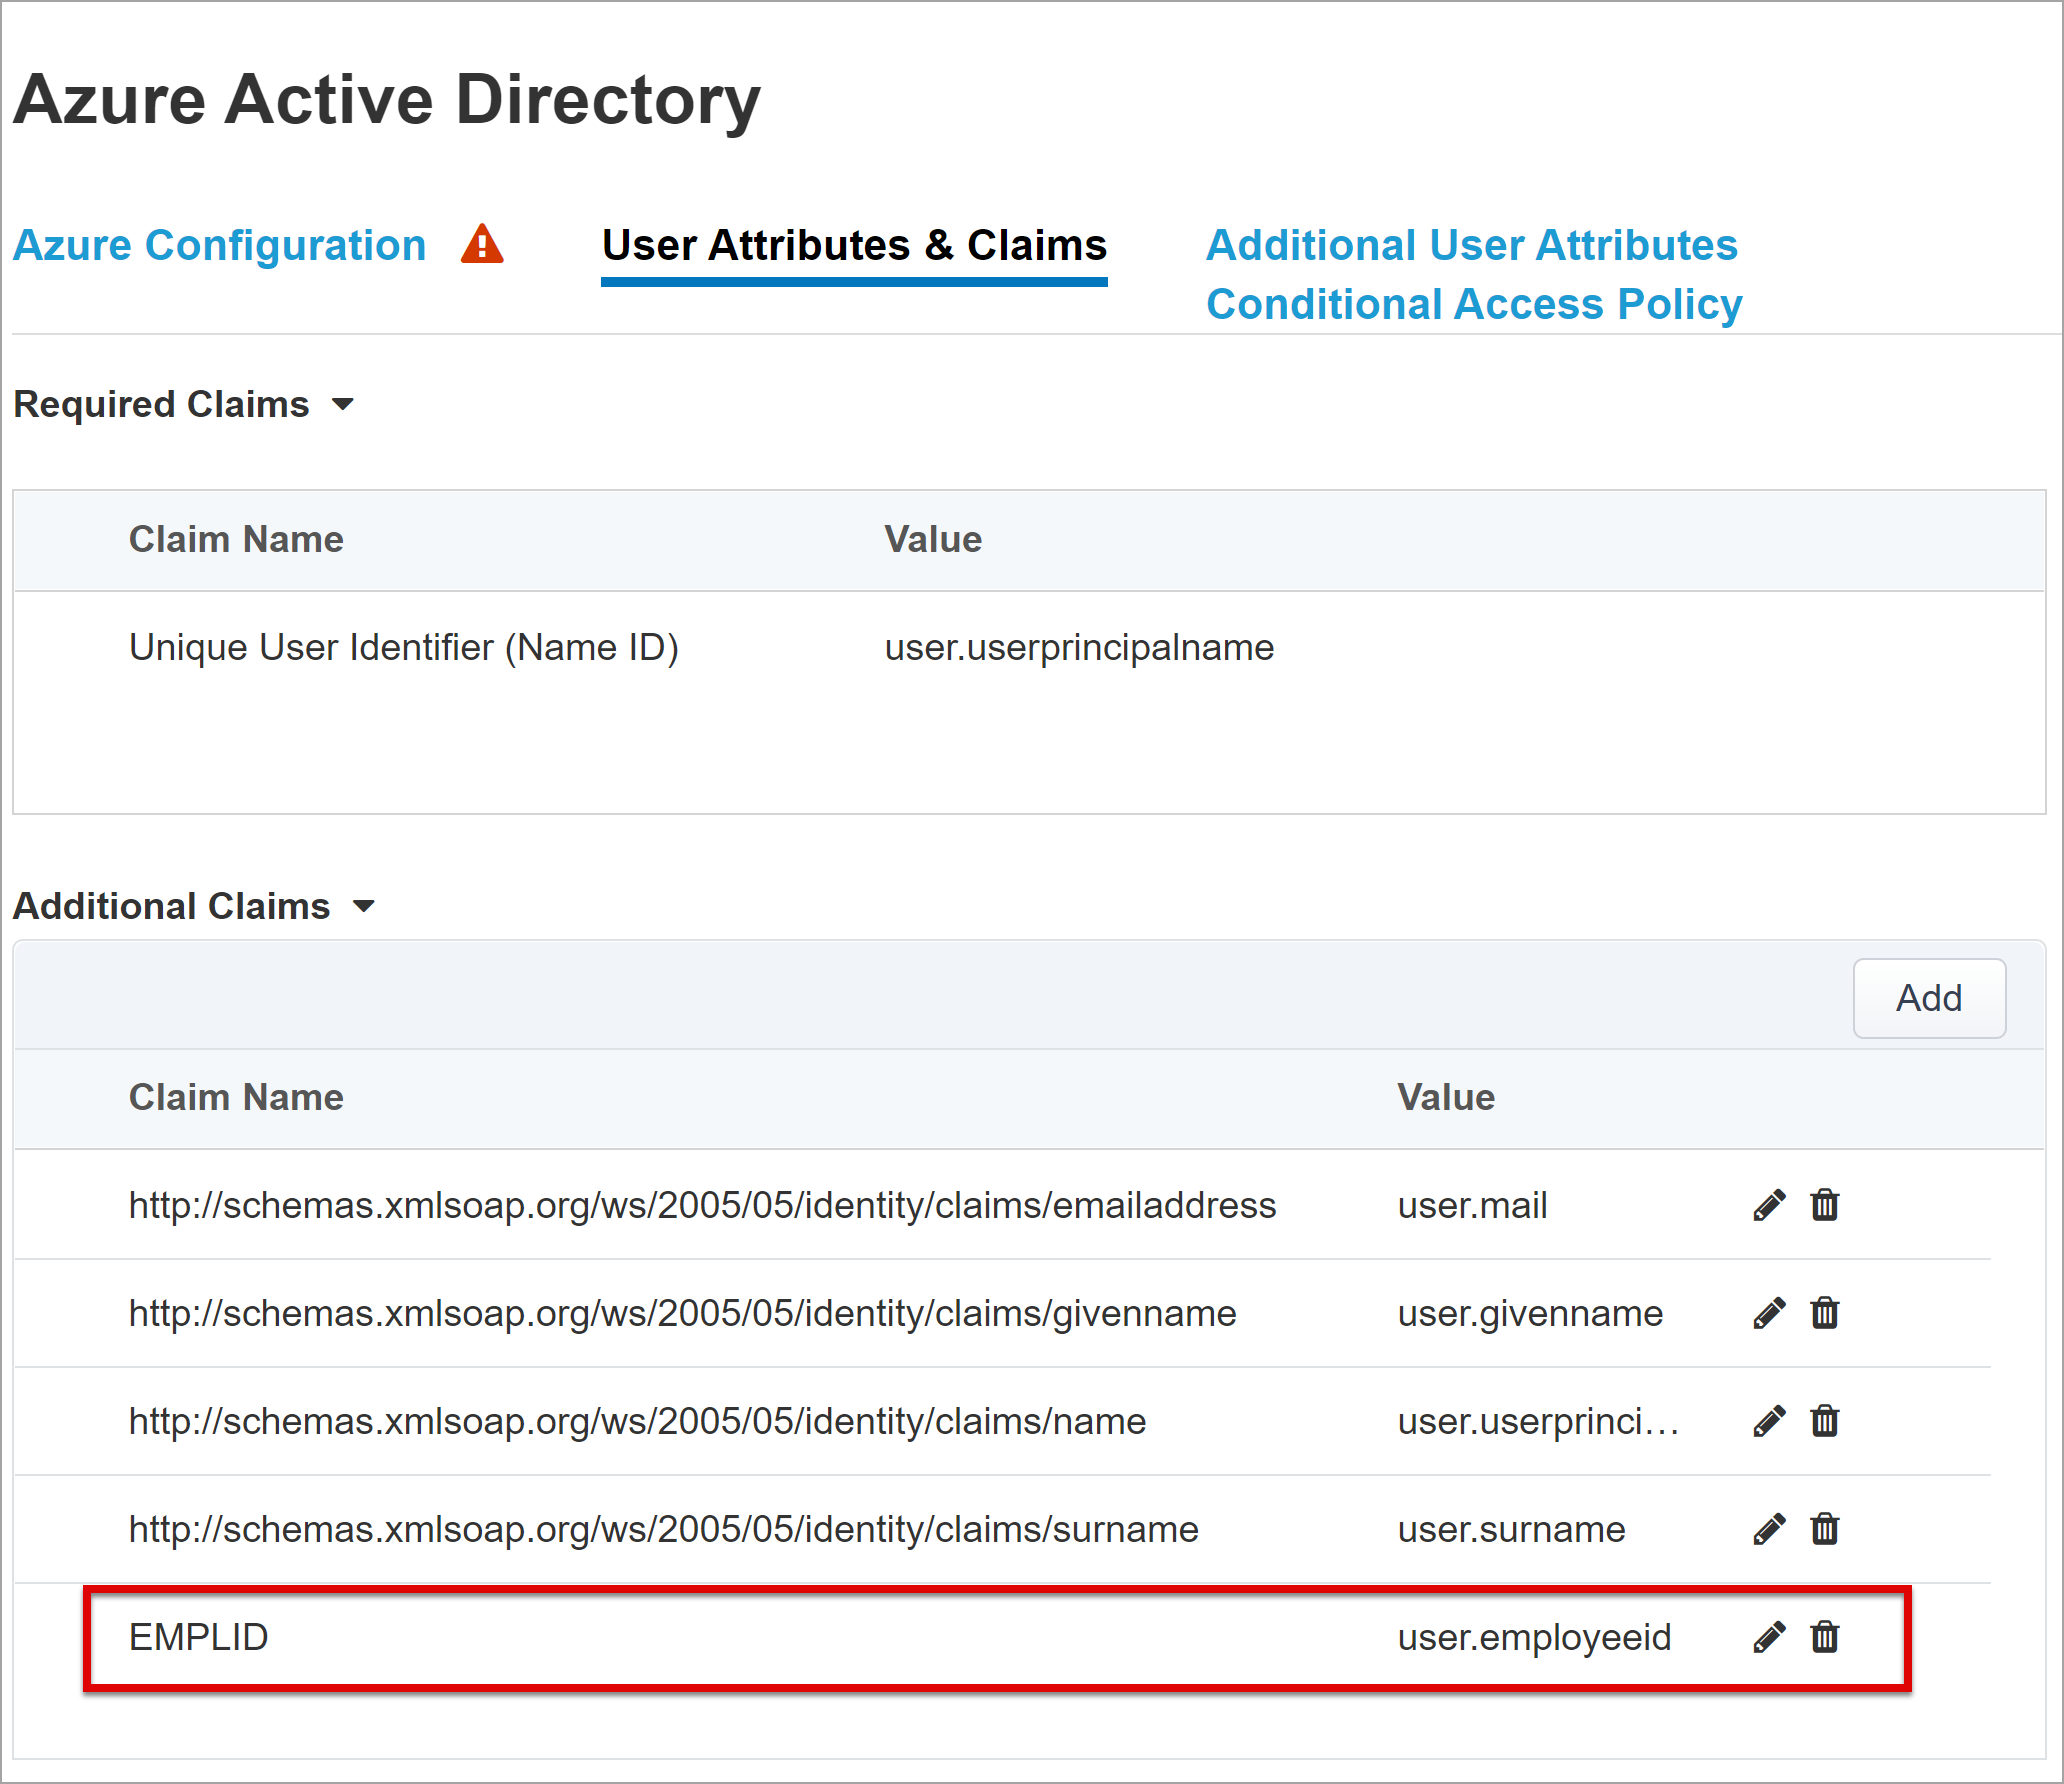 Azure Active Directory
Azure Configuration
User Attributes & Claims
Additional User Attributes
Conditional Access Policy
Required Claims
Claim Name Value
Unique User Identifier (Name ID) user.userprincipalname
Additional Claims
Add
Claim Name Value
http://schemas.xmlsoap.org/ws/2005/05/identity/claims/emailaddress user.mail
http://schemas.xmlsoap.org/ws/2005/05/identity/claims/givenname user.givenname
http://schemas.xmlsoap.org/ws/2005/05/identity/claims/name user.userprinci…
http://schemas.xmlsoap.org/ws/2005/05/identity/claims/surname user.surname
EMPLID user.employeeid